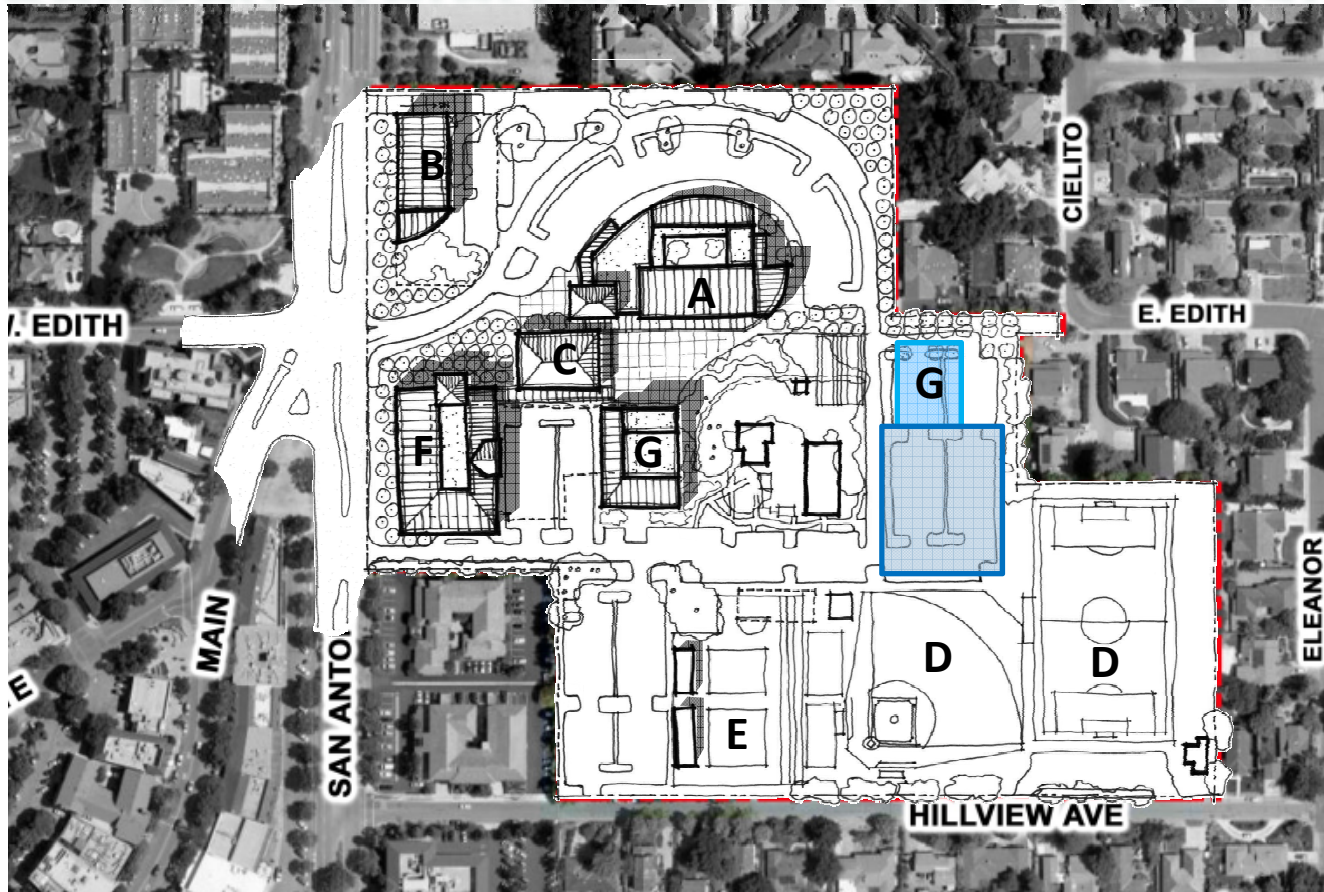 B
CIELITO
A
W. EDITH
E. EDITH
C
G
F
G
ELEANOR
MAIN
D
D
SAN ANTO
E
HILLVIEW AVE